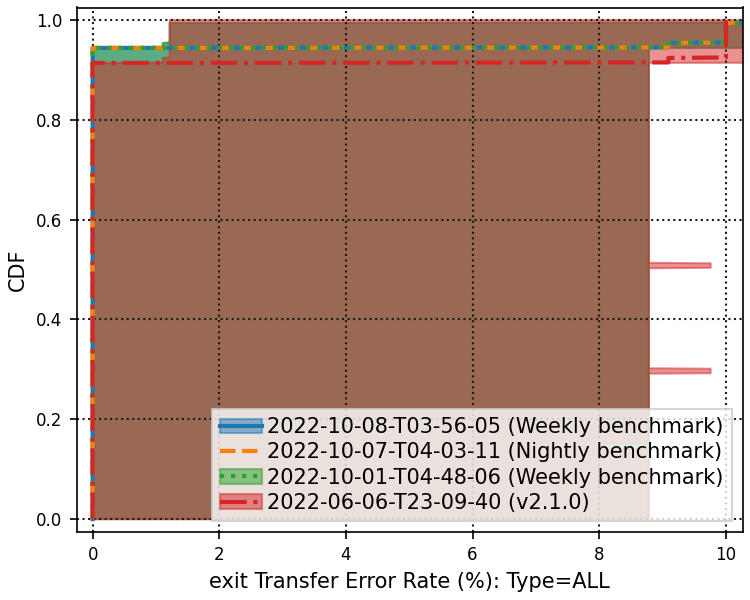 1.0
0.8
0.6
0.4
0.2
0.0
CDF
2022-10-08-T03-56-05 (Weekly benchmark)
2022-10-07-T04-03-11 (Nightly benchmark)
2022-10-01-T04-48-06 (Weekly benchmark)
2022-06-06-T23-09-40 (v2.1.0)
0 2 4 6 8 10
exit Transfer Error Rate (%): Type=ALL